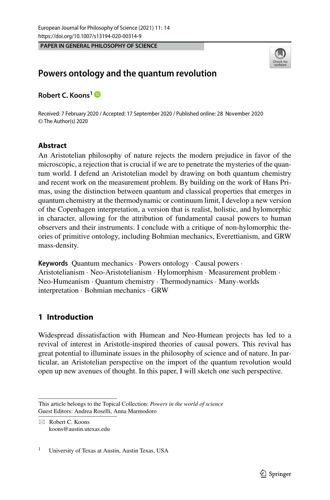 European Journal for Philosophy of Science (2021) 11: 14
https://doi.org/10.1007/s13194-020-00314-9
PAPER IN GENERAL PHILOSOPHY OF SCIENCE
Check for
updates
Powers ontology and the quantum revolution
Robert C. Koons1
Received: 7 February 2020 / Accepted: 17 September 2020 / Published online: 28 November 2020
© The Author(s) 2020
Abstract
An Aristotelian philosophy of nature rejects the modern prejudice in favor of the
microscopic, a rejection that is crucial if we are to penetrate the mysteries of the quan-
tum world. I defend an Aristotelian model by drawing on both quantum chemistry
and recent work on the measurement problem. By building on the work of Hans Pri-
mas, using the distinction between quantum and classical properties that emerges in
quantum chemistry at the thermodynamic or continuum limit, I develop a new version
of the Copenhagen interpretation, a version that is realist, holistic, and hylomorphic
in character, allowing for the attribution of fundamental causal powers to human
observers and their instruments. I conclude with a critique of non-hylomorphic the-
ories of primitive ontology, including Bohmian mechanics, Everettianism, and GRW
mass-density.
Keywords Quantum mechanics · Powers ontology · Causal powers ·
Aristotelianism · Neo-Aristotelianism · Hylomorphism · Measurement problem ·
Neo-Humeanism · Quantum chemistry · Thermodynamics · Many-worlds
interpretation · Bohmian mechanics · GRW
1 Introduction
Widespread dissatisfaction with Humean and Neo-Humean projects has led to a
revival of interest in Aristotle-inspired theories of causal powers. This revival has
great potential to illuminate issues in the philosophy of science and of nature. In par-
ticular, an Aristotelian perspective on the import of the quantum revolution would
open up new avenues of thought. In this paper, I will sketch one such perspective.
This article belongs to the Topical Collection: Powers in the world of science
Guest Editors: Andrea Roselli, Anna Marmodoro
Robert C. Koons
koons@austin.utexas.edu
1 University of Texas at Austin, Austin Texas, USA
Springer